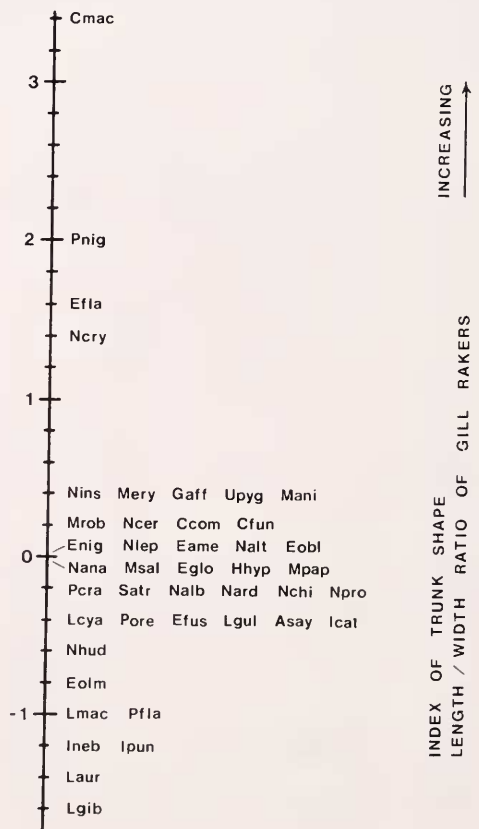 Cmac
3
2 Pnig
Efla
Ncry
1
Nins Mery Gaff Upyg Mani
Mrob Ncer Ccom Cfun
Enig Nlep Eame Nalt Eobl
0
Nana Msal Eglo Hhyp Mpap
Pcra Satr Nalb Nard Nchi Npro
Lcya Pore Efus Lgul Asay Icat
Nhud
Eolm
-1 Lmac Pfla
Ineb Ipun
Laur
Lgib
INDEX OF TRUNK SHAPE
LENGTH / WIDTH RATIO OF GILL RAKERS
INCREASING